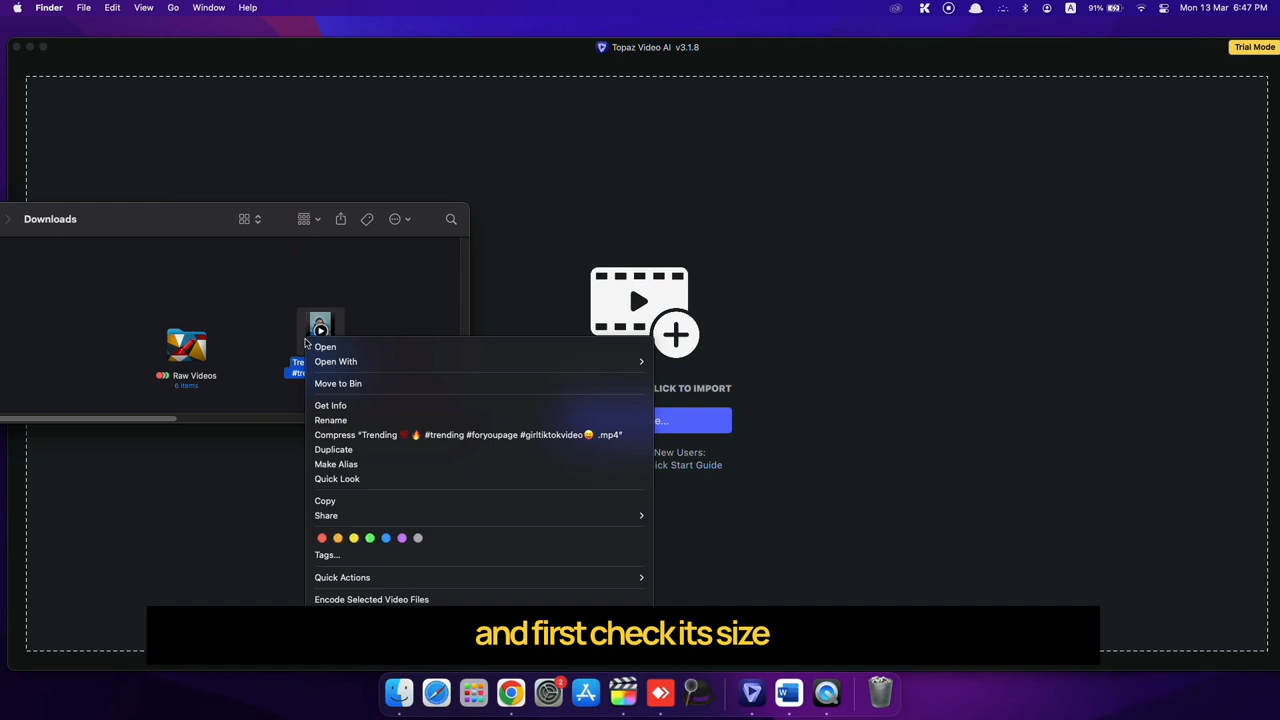 Finder File Edit View Go Window Help
A 91% Mon 13 Mar 6:47 PM
Topaz Video AI v3.1.8
Trial Mode
Downloads
Raw Videos
6 items
Tre
#tre
Open
Open With
Move to Bin
Get Info
Rename
Compress "Trending 💯🔥 #trending #foryoupage #girltiktokvideo😄 .mp4"
Duplicate
Make Alias
Quick Look
Copy
Share
Tags...
Quick Actions
Encode Selected Video Files
LICK TO IMPORT
e...
New Users:
ick Start Guide
and first check its size
2
W